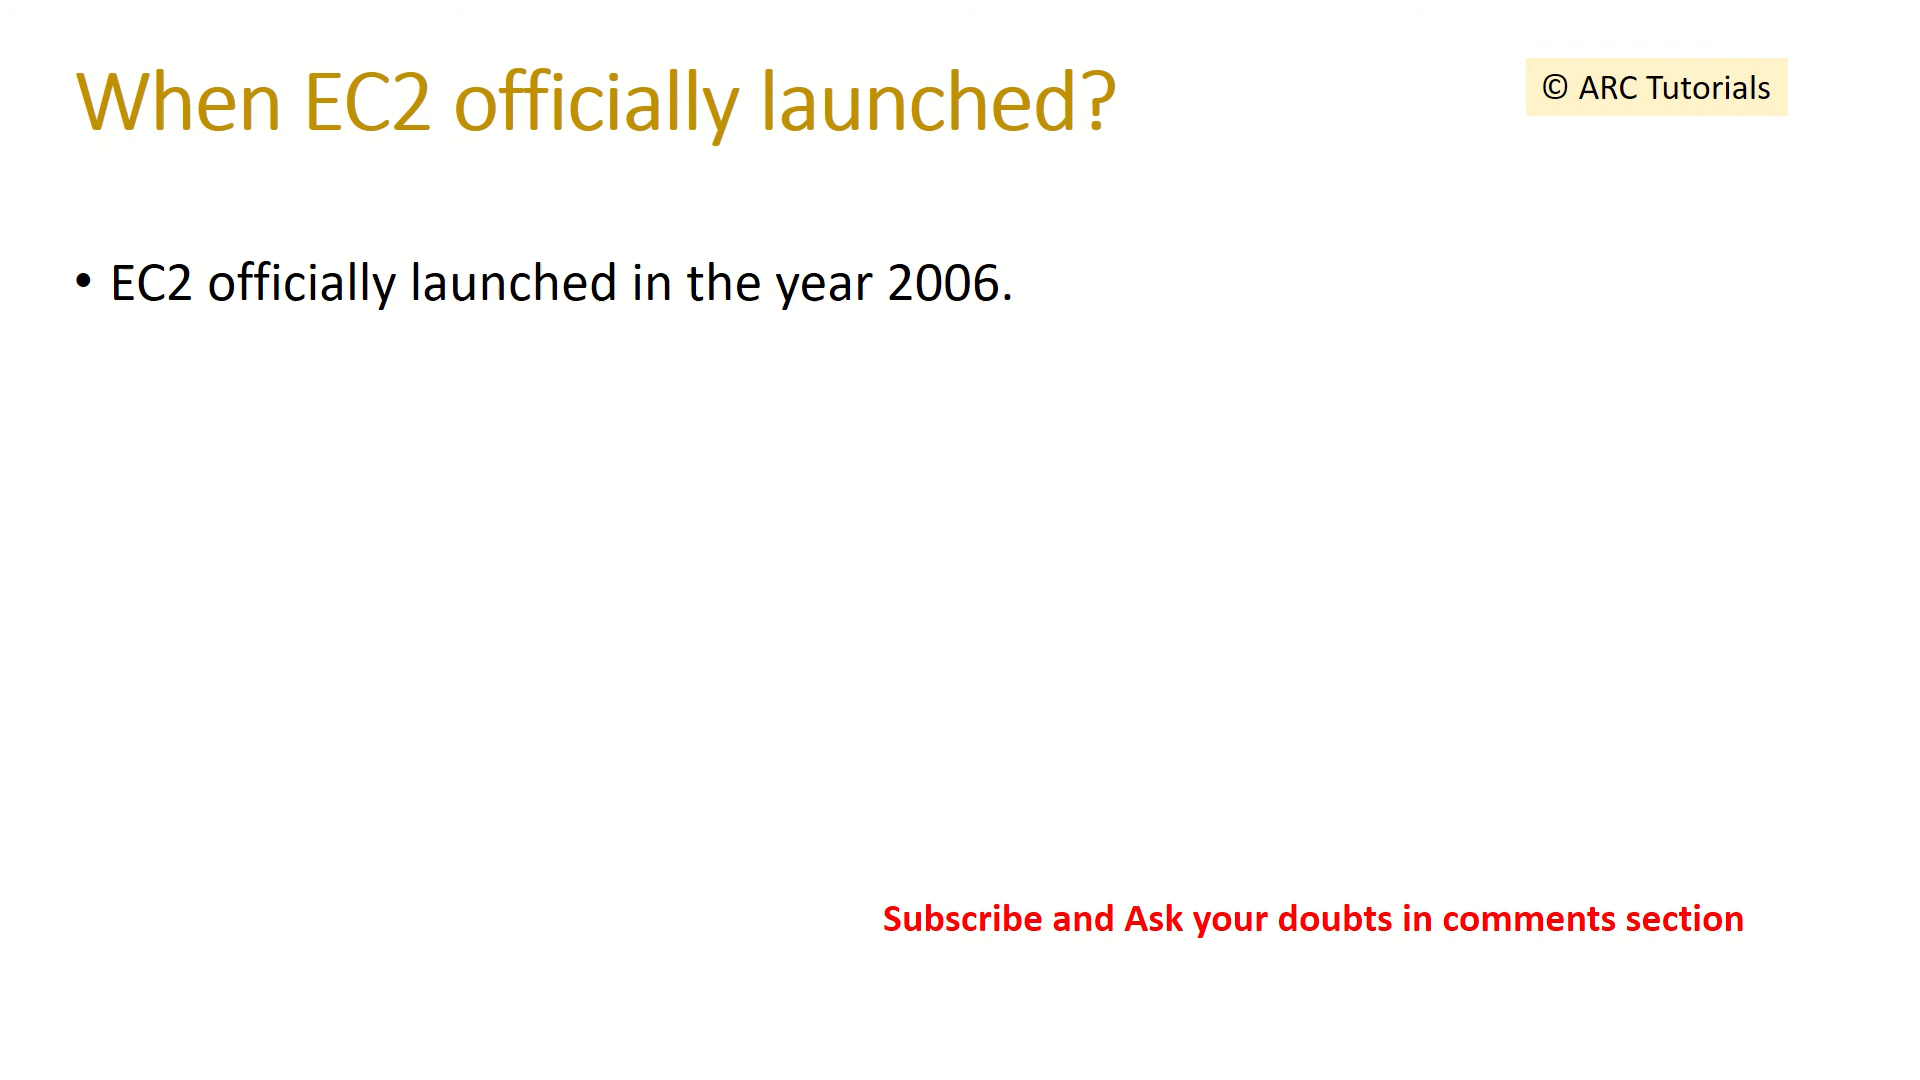 When EC2 officially launched?
© ARC Tutorials
• EC2 officially launched in the year 2006.
Subscribe and Ask your doubts in comments section